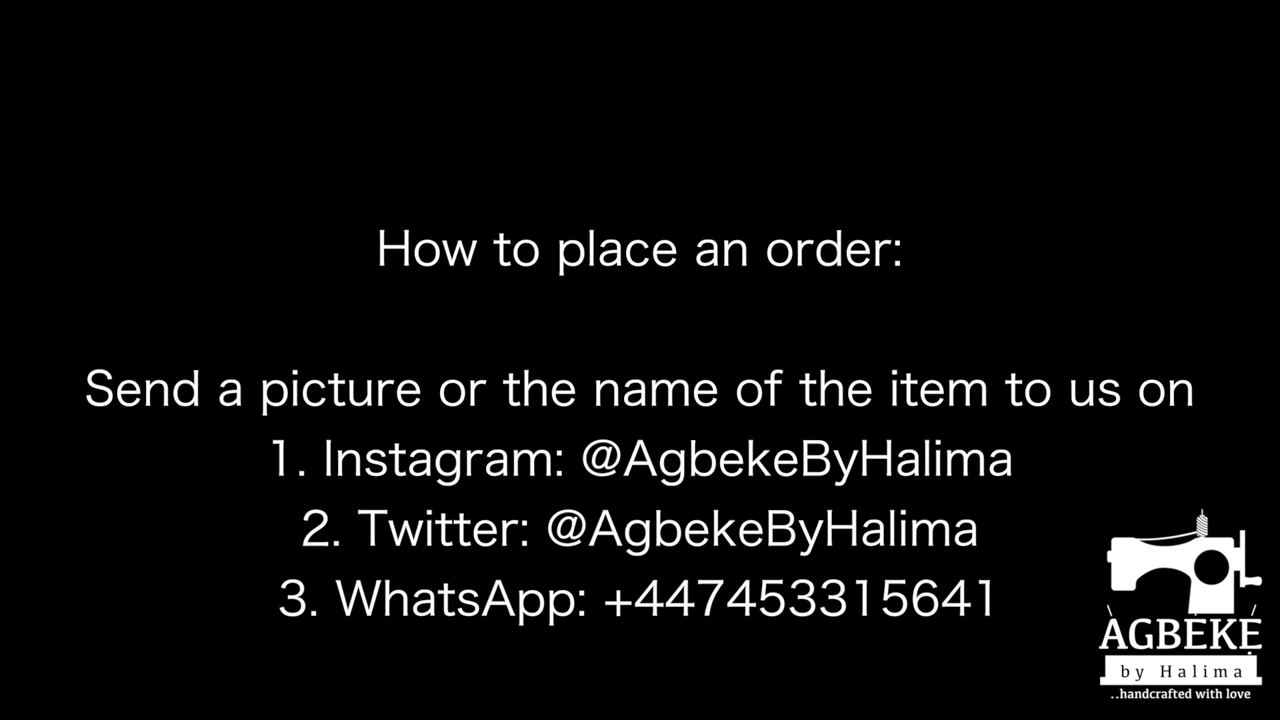 How to place an order:
Send a picture or the name of the item to us on
1. Instagram: @AgbekeByHalima
2. Twitter: @AgbekeByHalima
3. WhatsApp: +447453315641
ÀGBÈKẸ́
by Halima
..handcrafted with love